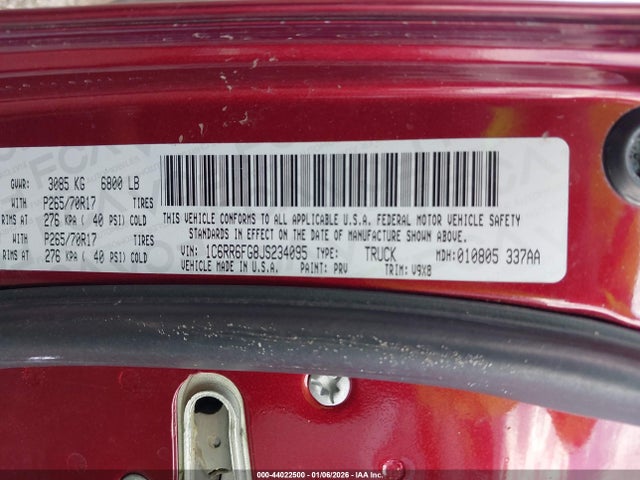 GVWR: 3085 KG 6800 LB
WITH P265/70R17 TIRES
RIMS AT 276 KPA ( 40 PSI) COLD
P265/70R17 TIRES
RIMS AT 276 KPA ( 40 PSI) COLD
THIS VEHICLE CONFORMS TO ALL APPLICABLE U.S.A. FEDERAL MOTOR VEHICLE SAFETY
STANDARDS IN EFFECT ON THE DATE OF MANUFACTURE SHOWN ABOVE.
VIN: 1C6RR6FG8JS234095 TYPE: TRUCK MDH: 010805 337AA
VEHICLE MADE IN U.S.A. PAINT: PRV TRIM: V9X8
000-44022500 - 01/06/2026 - IAA Inc.